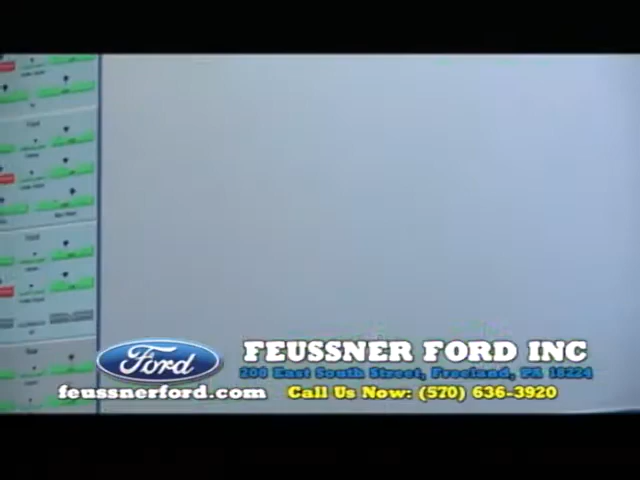 Ford
FEUSSNER FORD INC
200 East South Street, Freeland, PA 18224
feussnerford.com
Call Us Now: (570) 636-3920